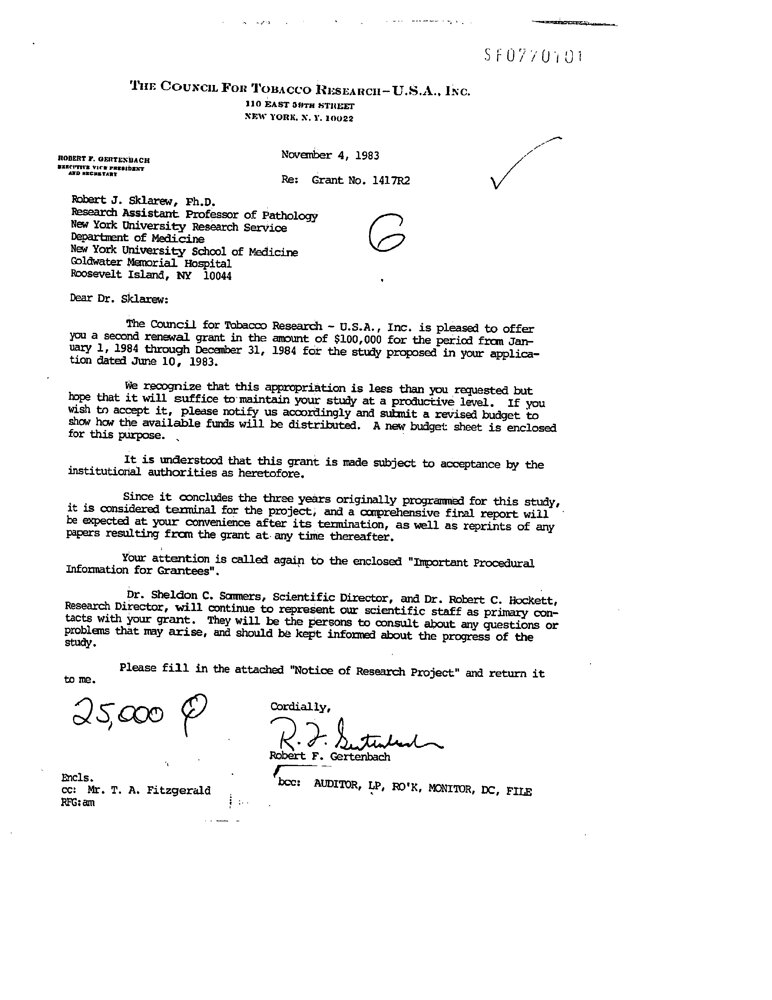 SF0770101
THE COUNCIL FOR TOBACCO RESEARCH-U.S.A., INC.
110 EAST 59TH STREET
NEW YORK, N. Y. 10022
ROBERT F. GERTENBACH
EXECUTIVE VICE PRESIDENT
AND SECRETARY
November 4, 1983
Re: Grant No. 1417R2
Robert J. Sklarew, Ph.D.
Research Assistant Professor of Pathology
New York University Research Service
Department of Medicine
New York University School of Medicine
Goldwater Memorial Hospital
Roosevelt Island, NY 10044
6
Dear Dr. Sklarew:
The Council for Tobacco Research - U.S.A., Inc. is pleased to offer
you a second renewal grant in the amount of $100,000 for the period from Jan-
uary 1, 1984 through December 31, 1984 for the study proposed in your applica-
tion dated June 10, 1983.
We recognize that this appropriation is less than you requested but
hope that it will suffice to maintain your study at a productive level. If you
wish to accept it, please notify us accordingly and submit a revised budget to
show how the available funds will be distributed. A new budget sheet is enclosed
for this purpose.
It is understood that this grant is made subject to acceptance by the
institutional authorities as heretofore.
Since it concludes the three years originally programmed for this study,
it is considered terminal for the project, and a comprehensive final report will
be expected at your convenience after its termination, as well as reprints of any
papers resulting from the grant at any time thereafter.
Your attention is called again to the enclosed "Important Procedural
Information for Grantees".
Dr. Sheldon C. Sommers, Scientific Director, and Dr. Robert C. Hockett,
Research Director, will continue to represent our scientific staff as primary con-
tacts with your grant. They will be the persons to consult about any questions or
problems that may arise, and should be kept informed about the progress of the
study.
Please fill in the attached "Notice of Research Project" and return it
to me.
25,000
Cordially,
R. F. Gertenbach
Robert F. Gertenbach
Encls.
cc: Mr. T. A. Fitzgerald
RFG:am
bcc: AUDITOR, LP, RO'K, MONITOR, DC, FILE